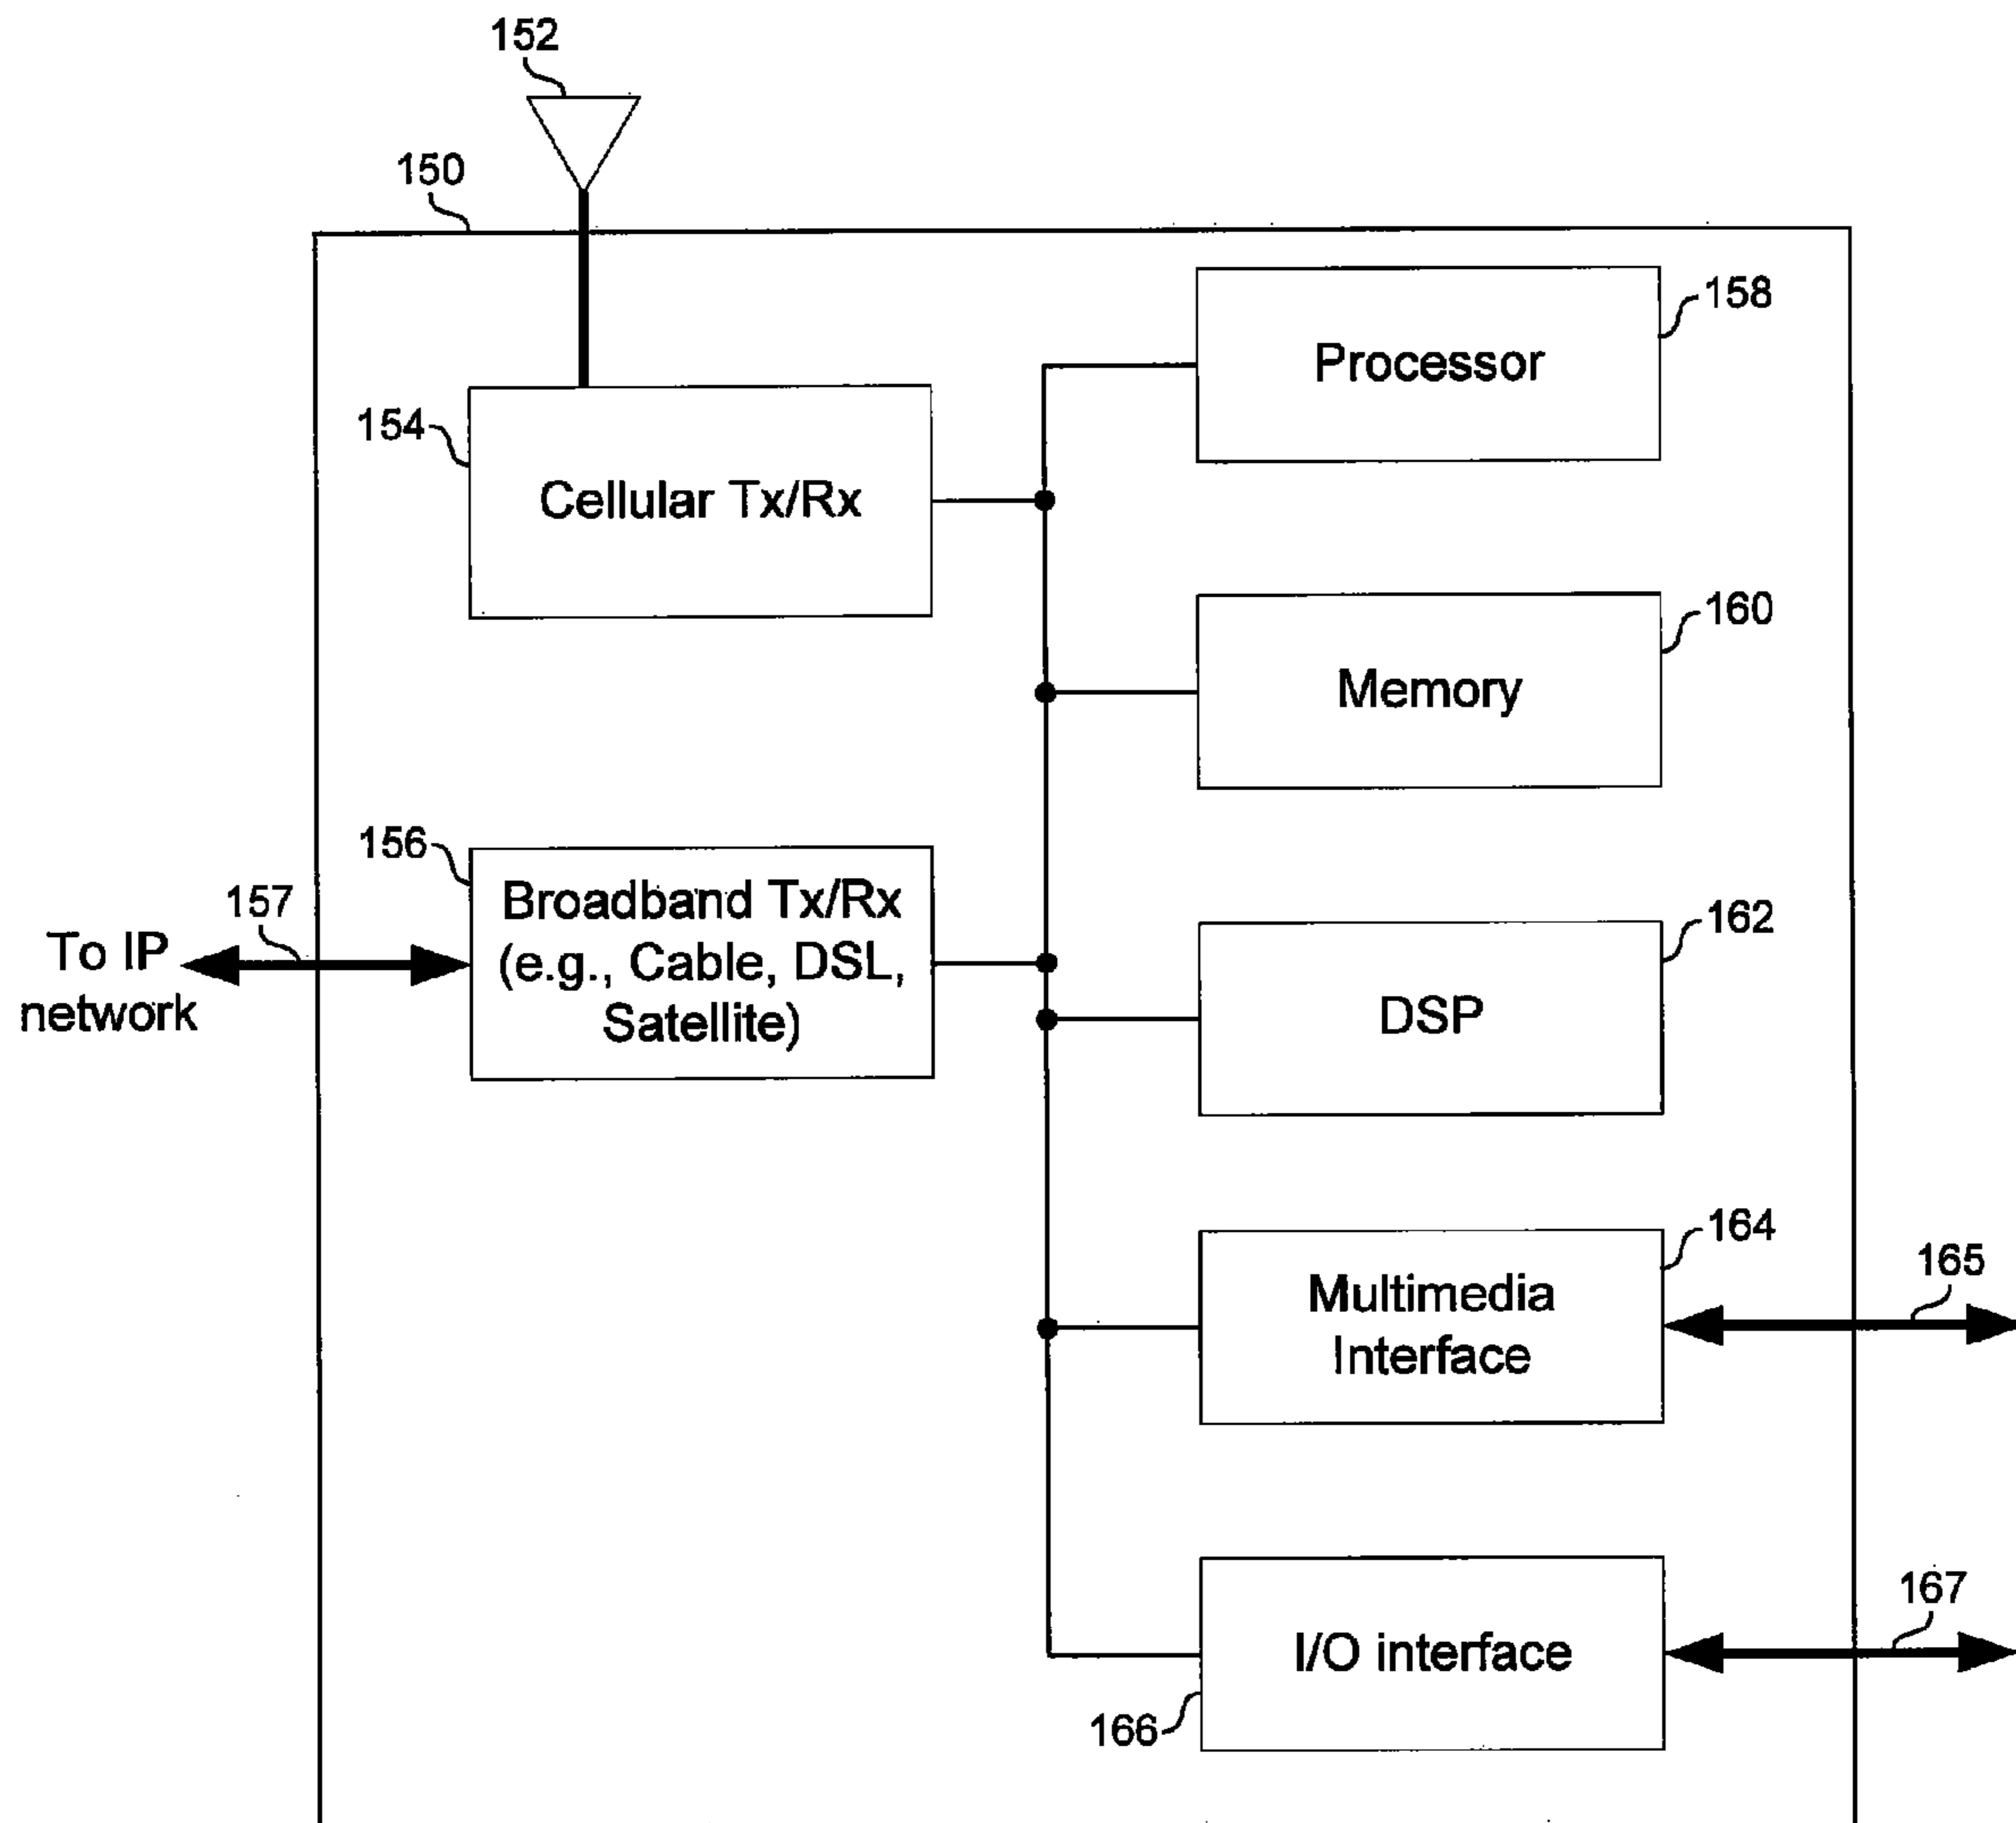 152
150
158
Processor
154
Cellular Tx/Rx
160
Memory
156
Broadband Tx/Rx
(e.g., Cable, DSL,
Satellite)
157
To IP
network
162
DSP
164
Multimedia
Interface
165
I/O interface
166
167